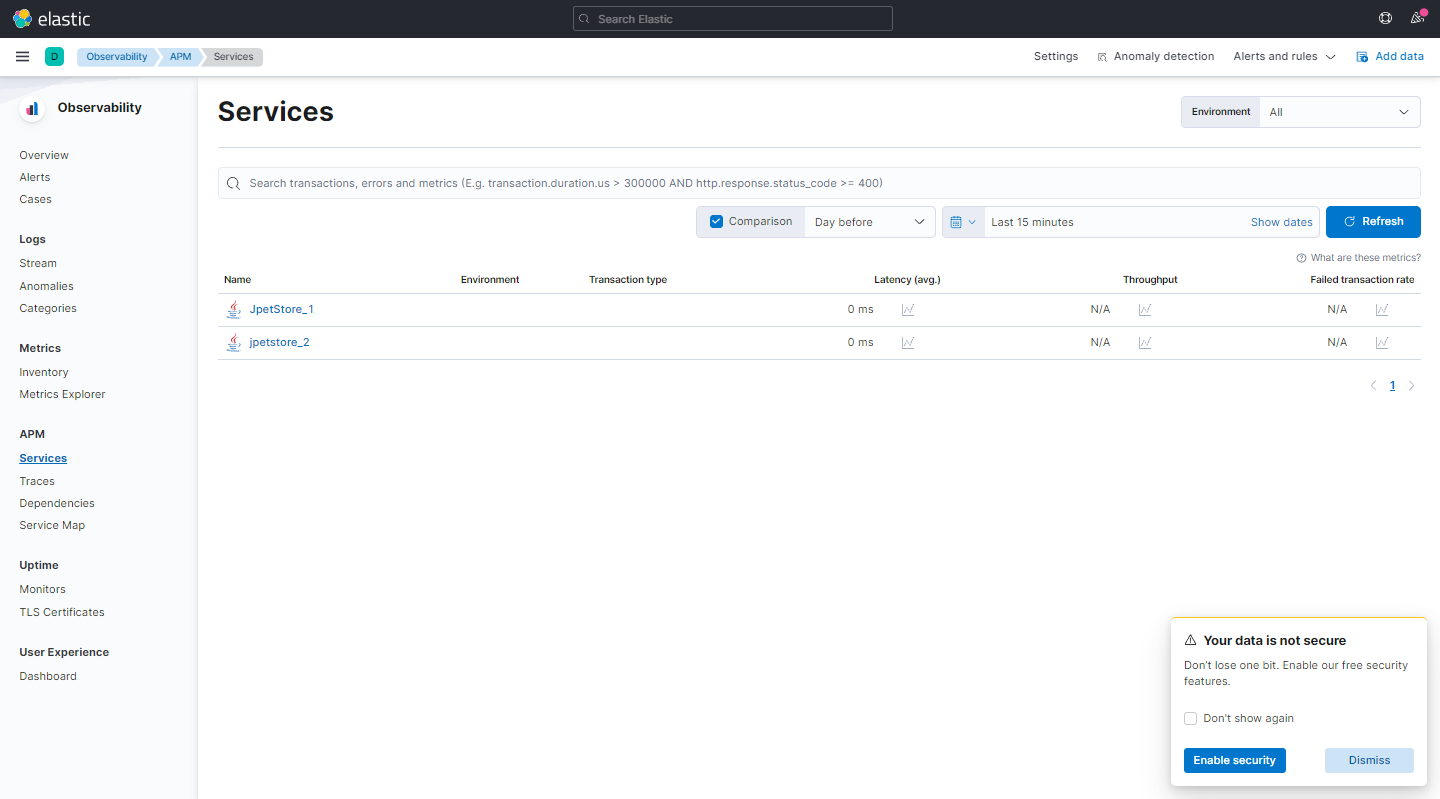 elastic
Search Elastic
D
Observability
APM
Services
Settings
Anomaly detection
Alerts and rules
Add data
Observability
Overview
Alerts
Cases
Logs
Stream
Anomalies
Categories
Metrics
Inventory
Metrics Explorer
APM
Services
Traces
Dependencies
Service Map
Uptime
Monitors
TLS Certificates
User Experience
Dashboard
Services
Environment All
Search transactions, errors and metrics (E.g. transaction.duration.us > 300000 AND http.response.status_code >= 400)
Comparison Day before Last 15 minutes Show dates Refresh
What are these metrics?
Name Environment Transaction type Latency (avg.) Throughput Failed transaction rate
JpetStore_1 0 ms N/A N/A
jpetstore_2 0 ms N/A N/A
1
Your data is not secure
Don't lose one bit. Enable our free security
features.
Don't show again
Enable security Dismiss